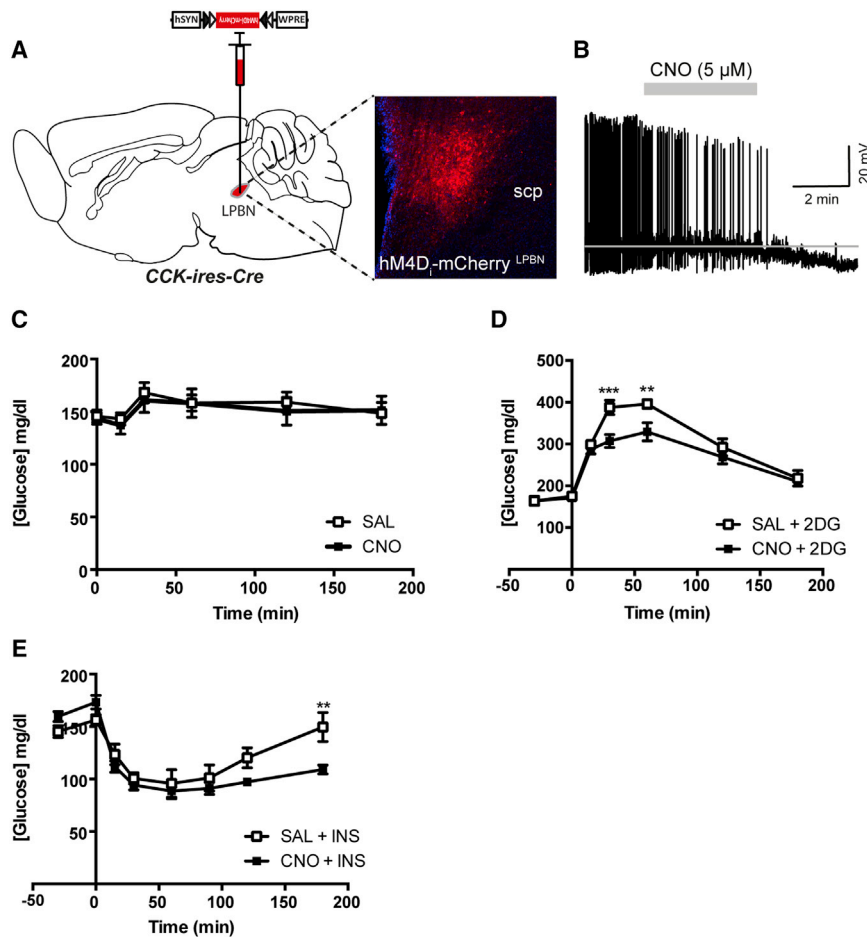 hSYN hM4Di-mCherry WPRE
A
LPBN
CCK-ires-Cre
scp
hM4Di-mCherry LPBN
B
CNO (5 µM)
20 mV
2 min
C
[Glucose] mg/dl
200
150
100
50
0
0 50 100 150 200
Time (min)
SAL
CNO
D
[Glucose] mg/dl
500
400
300
200
100
*** **
-50 0 50 100 150 200
Time (min)
SAL + 2DG
CNO + 2DG
E
[Glucose] mg/dl
200
150
100
50
**
-50 0 50 100 150 200
Time (min)
SAL + INS
CNO + INS